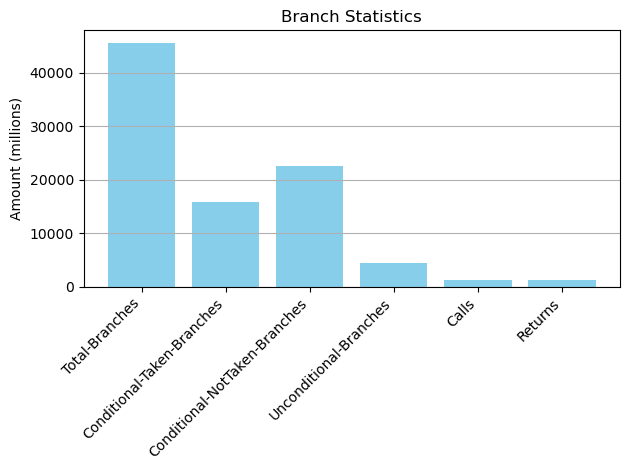 Branch Statistics
Amount (millions)
40000
30000
20000
10000
0
Total-Branches
Conditional-Taken-Branches
Conditional-NotTaken-Branches
Unconditional-Branches
Calls
Returns